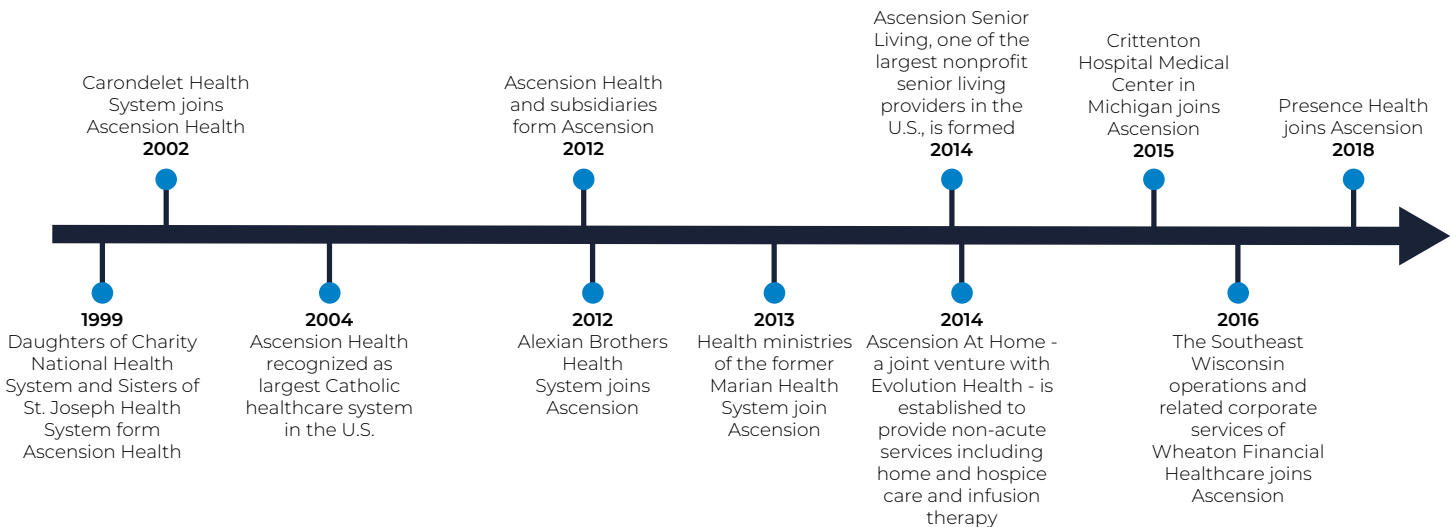 Carondelet Health
System joins
Ascension Health
2002
Ascension Health
and subsidiaries
form Ascension
2012
Ascension Senior
Living, one of the
largest nonprofit
senior living
providers in the
U.S., is formed
2014
Crittenton
Hospital Medical
Center in
Michigan joins
Ascension
2015
Presence Health
joins Ascension
2018
1999
Daughters of Charity
National Health
System and Sisters of
St. Joseph Health
System form
Ascension Health
2004
Ascension Health
recognized as
largest Catholic
healthcare system
in the U.S.
2012
Alexian Brothers
Health
System joins
Ascension
2013
Health ministries
of the former
Marian Health
System join
Ascension
2014
Ascension At Home -
a joint venture with
Evolution Health - is
established to
provide non-acute
services including
home and hospice
care and infusion
therapy
2016
The Southeast
Wisconsin
operations and
related corporate
services of
Wheaton Financial
Healthcare joins
Ascension